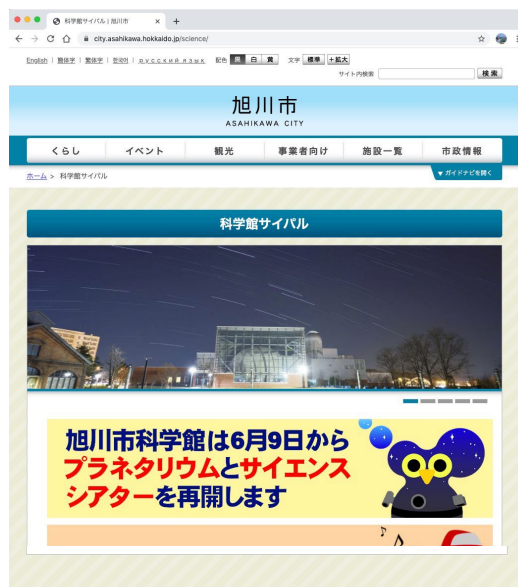 科学館サイパル | 旭川市
city.asahikawa.hokkaido.jp/science/
English | 簡体字 | 繁体字 | 한국어 | русский язык 配色 黒 白 黄 文字 標準 +拡大
サイト内検索 検索
旭川市
ASAHIKAWA CITY
くらし イベント 観光 事業者向け 施設一覧 市政情報
ホーム > 科学館サイパル ▼ ガイドナビを開く
科学館サイパル
旭川市科学館は6月9日から
プラネタリウムとサイエンス
シアターを再開します